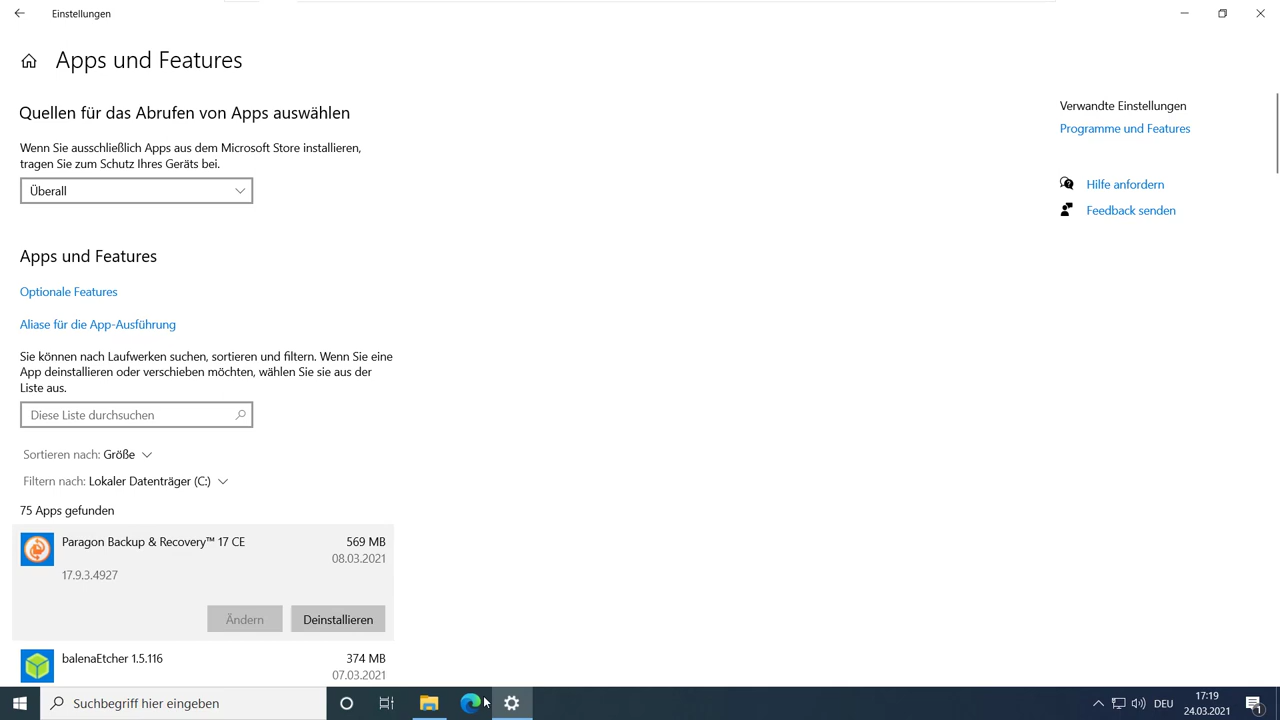 Einstellungen
Apps und Features
Quellen für das Abrufen von Apps auswählen
Wenn Sie ausschließlich Apps aus dem Microsoft Store installieren,
tragen Sie zum Schutz Ihres Geräts bei.
Überall
Apps und Features
Optionale Features
Aliase für die App-Ausführung
Sie können nach Laufwerken suchen, sortieren und filtern. Wenn Sie eine
App deinstallieren oder verschieben möchten, wählen Sie sie aus der
Liste aus.
Diese Liste durchsuchen
Sortieren nach: Größe
Filtern nach: Lokaler Datenträger (C:)
75 Apps gefunden
Paragon Backup & Recovery™ 17 CE 569 MB
08.03.2021
17.9.3.4927
Ändern Deinstallieren
balenaEtcher 1.5.116 374 MB
07.03.2021
Verwandte Einstellungen
Programme und Features
Hilfe anfordern
Feedback senden
Suchbegriff hier eingeben
DEU
17:19
24.03.2021
1